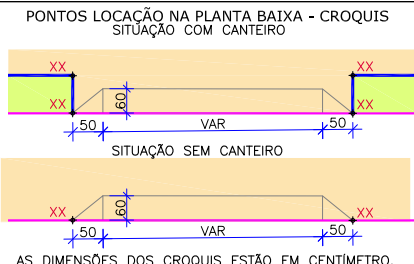 PONTOS LOCAÇÃO NA PLANTA BAIXA - CROQUIS
SITUAÇÃO COM CANTEIRO
XX XX
XX 60 XX
50 VAR 50
SITUAÇÃO SEM CANTEIRO
XX 60 XX
50 VAR 50
AS DIMENSÕES DOS CROQUIS ESTÃO EM CENTÍMETRO.